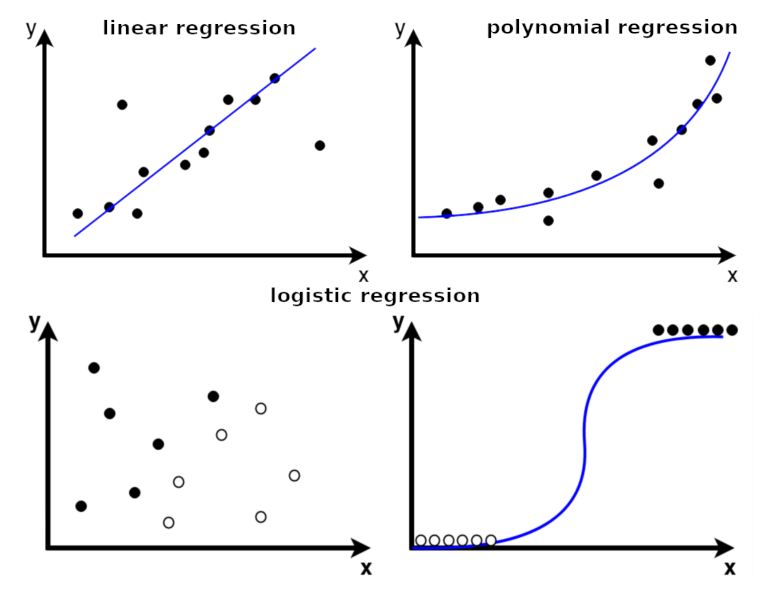 linear regression
polynomial regression
y
y
x
x
logistic regression
y
y
x
x